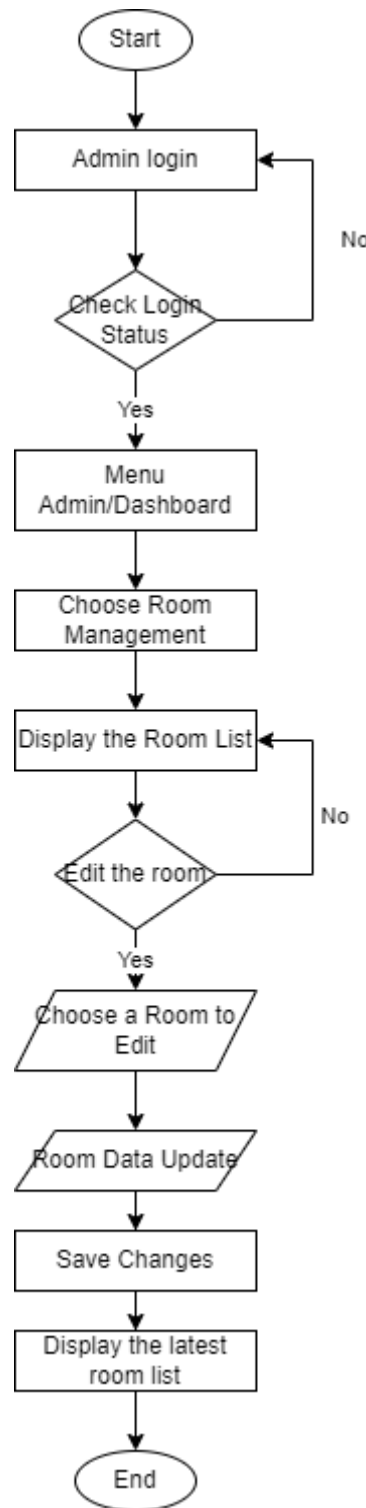 Start
Admin login
No
Check Login
Status
Yes
Menu
Admin/Dashboard
Choose Room
Management
Display the Room List
No
Edit the room
Yes
Choose a Room to
Edit
Room Data Update
Save Changes
Display the latest
room list
End